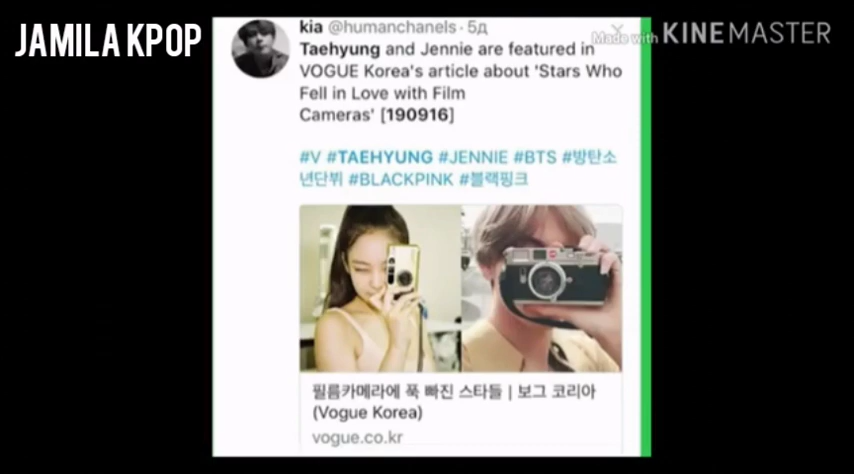 JAMILA KPOP
Made with KINEMASTER
kia @humanchanels · 5д
Taehyung and Jennie are featured in
VOGUE Korea's article about 'Stars Who
Fell in Love with Film
Cameras' [190916]
#V #TAEHYUNG #JENNIE #BTS #방탄소
년단뷔 #BLACKPINK #블랙핑크
필름카메라에 푹 빠진 스타들 | 보그 코리아
(Vogue Korea)
vogue.co.kr